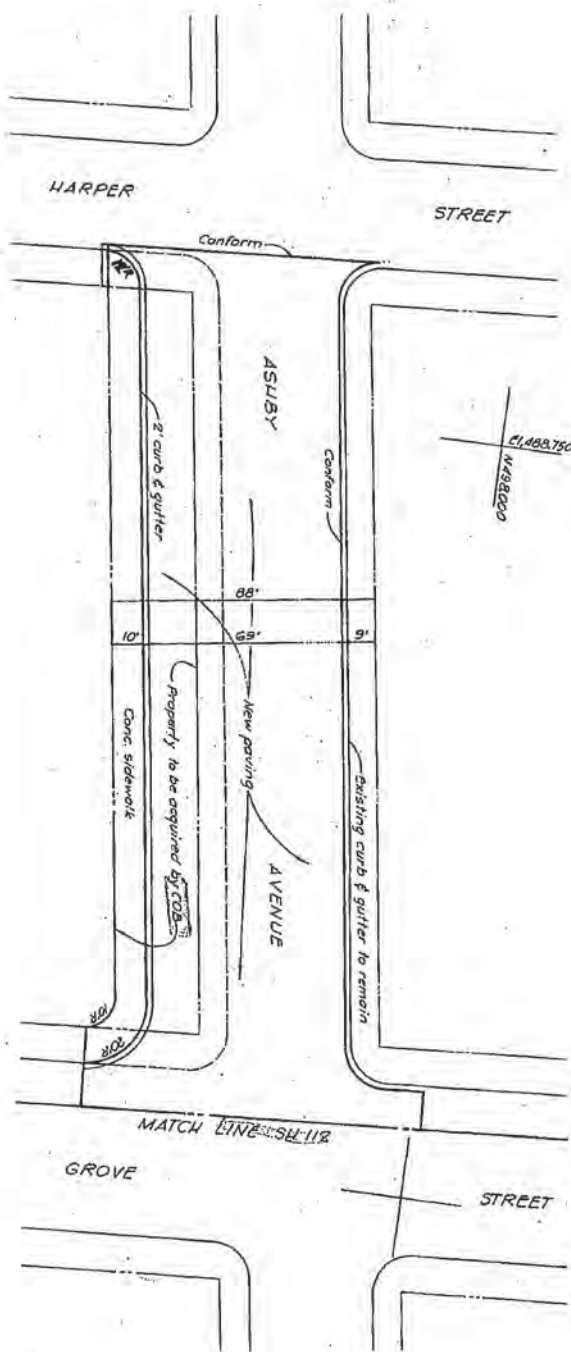 HARPER
STREET
Conform
ASHBY
E1,488,750
N498,000
2' curb & gutter
Conform
88'
10'
69'
9'
New paving
Property to be acquired by COB
Conc. sidewalk
Existing curb & gutter to remain
AVENUE
10'R
20'R
MATCH LINE SH 112
GROVE
STREET